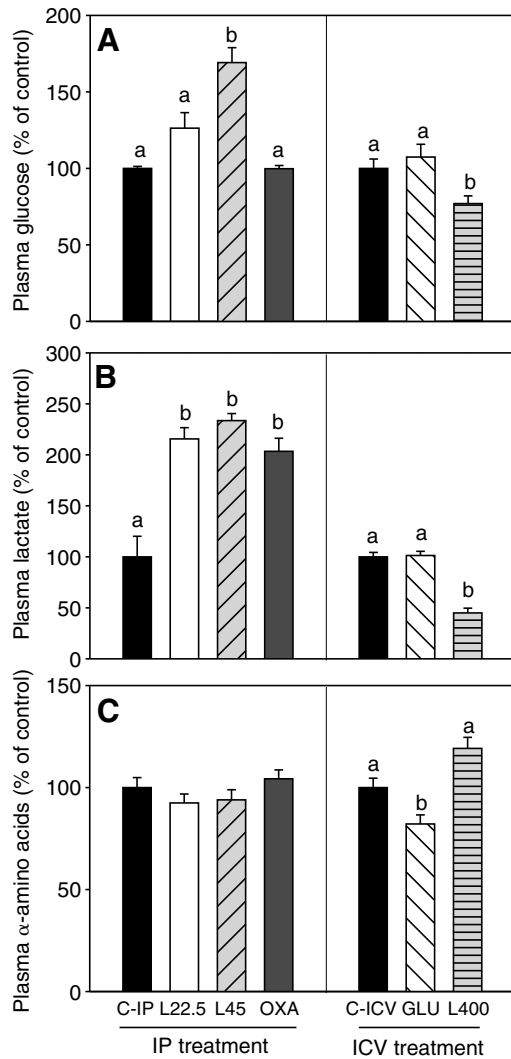 A
Plasma glucose (% of control)
200
150
100
50
0
a
a
b
a
a
a
b
B
Plasma lactate (% of control)
300
250
200
150
100
50
0
a
b
b
b
a
a
b
C
Plasma α-amino acids (% of control)
150
100
50
0
a
b
a
C-IP L22.5 L45 OXA C-ICV GLU L400
IP treatment ICV treatment